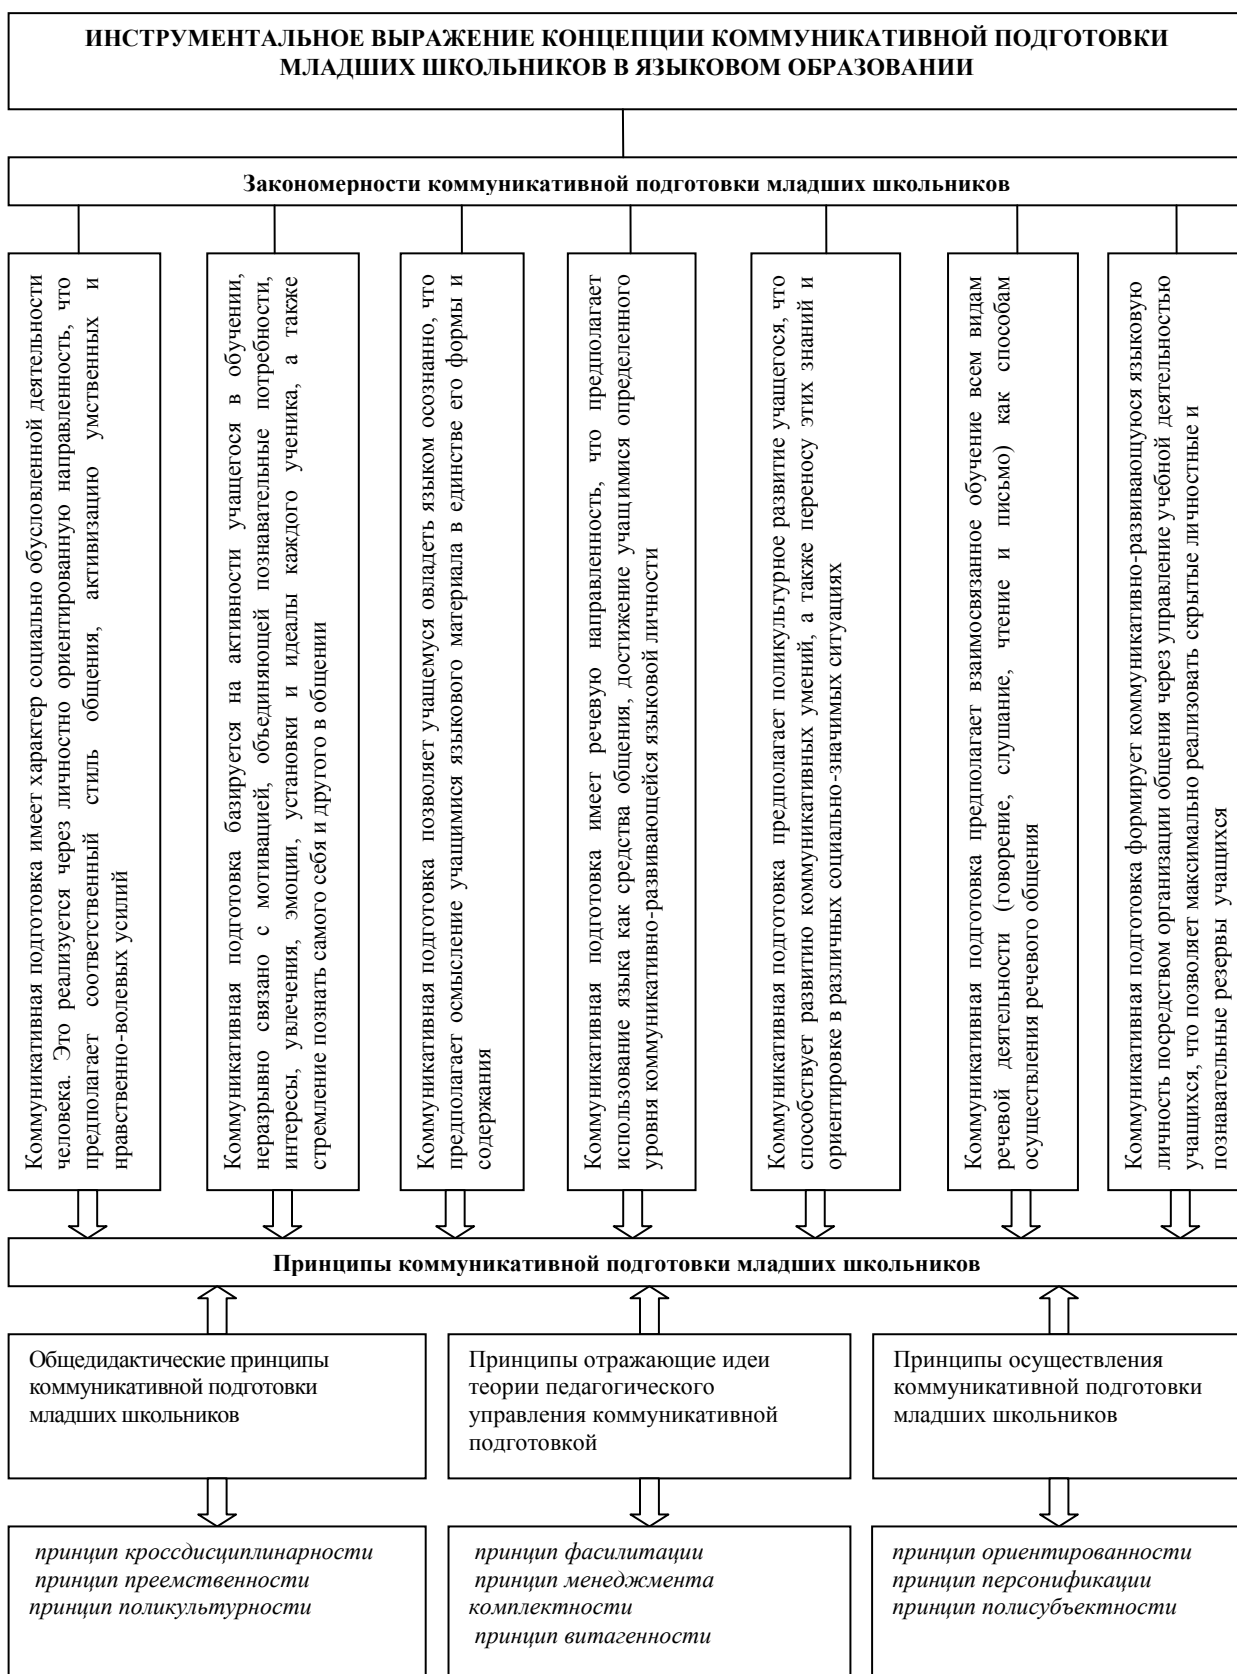 ИНСТРУМЕНТАЛЬНОЕ ВЫРАЖЕНИЕ КОНЦЕПЦИИ КОММУНИКАТИВНОЙ ПОДГОТОВКИ
МЛАДШИХ ШКОЛЬНИКОВ В ЯЗЫКОВОМ ОБРАЗОВАНИИ
Закономерности коммуникативной подготовки младших школьников
Коммуникативная подготовка имеет характер социально обусловленной деятельности
человека. Это реализуется через личностно ориентированную направленность, что
предполагает соответственный стиль общения, активизацию умственных и
нравственно-волевых усилий
Коммуникативная подготовка базируется на активности учащегося в обучении,
неразрывно связано с мотивацией, объединяющей познавательные потребности,
интересы, увлечения, эмоции, установки и идеалы каждого ученика, а также
стремление познать самого себя и другого в общении
Коммуникативная подготовка позволяет учащемуся овладеть языком осознанно, что
предполагает осмысление учащимися языкового материала в единстве его формы и
содержания
Коммуникативная подготовка имеет речевую направленность, что предполагает
использование языка как средства общения, достижение учащимися определенного
уровня коммуникативно-развивающейся языковой личности
Коммуникативная подготовка предполагает поликультурное развитие учащегося, что
способствует развитию коммуникативных умений, а также переносу этих знаний и
ориентировке в различных социально-значимых ситуациях
Коммуникативная подготовка предполагает взаимосвязанное обучение всем видам
речевой деятельности (говорение, слушание, чтение и письмо) как способам
осуществления речевого общения
Коммуникативная подготовка формирует коммуникативно-развивающуюся языковую
личность посредством организации общения через управление учебной деятельностью
учащихся, что позволяет максимально реализовать скрытые личностные и
познавательные резервы учащихся
Принципы коммуникативной подготовки младших школьников
Общедидактические принципы
коммуникативной подготовки
младших школьников
Принципы отражающие идеи
теории педагогического
управления коммуникативной
подготовкой
Принципы осуществления
коммуникативной подготовки
младших школьников
принцип кроссдисциплинарности
принцип преемственности
принцип поликультурности
принцип фасилитации
принцип менеджмента
комплектности
принцип витагенности
принцип ориентированности
принцип персонификации
принцип полисубъектности